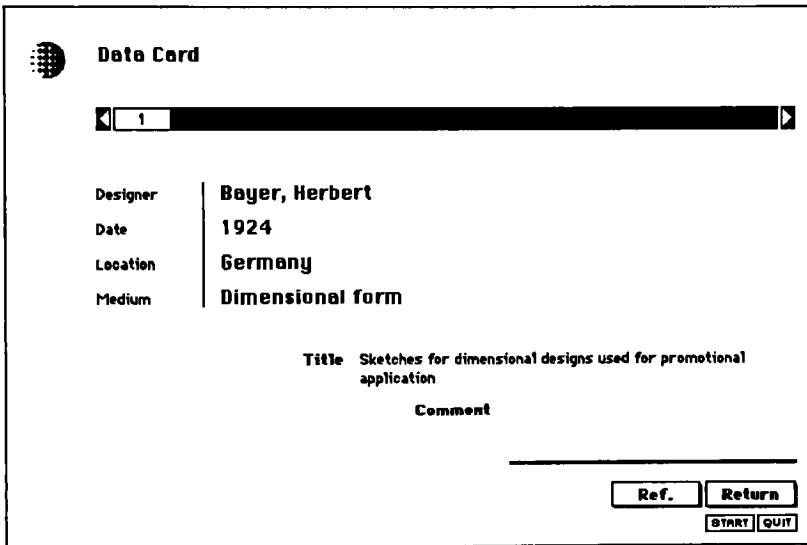 Data Card
1
Designer Bayer, Herbert
Date 1924
Location Germany
Medium Dimensional form
Title Sketches for dimensional designs used for promotional
application
Comment
Ref. Return
START QUIT